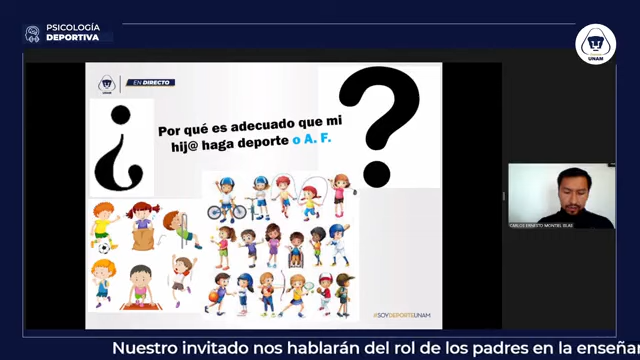 PSICOLOGÍA
DEPORTIVA
UNAM
UNAM
EN DIRECTO
¿
?
Por qué es adecuado que mi
hij@ haga deporte o A. F.
CARLOS ERNESTO MONTIEL SILAS
#SOYDEPORTEUNAM
Nuestro invitado nos hablarán del rol de los padres en la enseñan